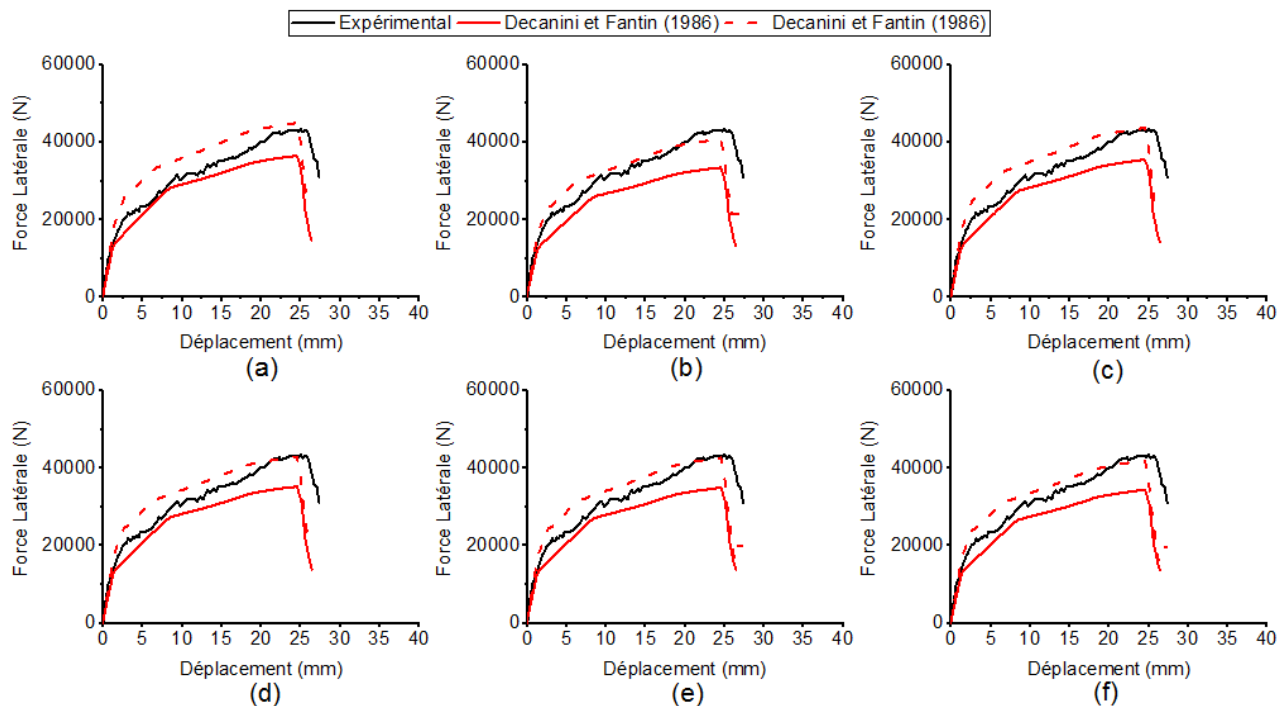 Expérimental Decanini et Fantin (1986) Decanini et Fantin (1986)
60000
40000
20000
0
Force Latérale (N)
0 5 10 15 20 25 30 35 40
Déplacement (mm)
(a)
60000
40000
20000
0
Force Latérale (N)
0 5 10 15 20 25 30 35 40
Déplacement (mm)
(b)
60000
40000
20000
0
Force Latérale (N)
0 5 10 15 20 25 30 35 40
Déplacement (mm)
(c)
60000
40000
20000
0
Force Latérale (N)
0 5 10 15 20 25 30 35 40
Déplacement (mm)
(d)
60000
40000
20000
0
Force Latérale (N)
0 5 10 15 20 25 30 35 40
Déplacement (mm)
(e)
60000
40000
20000
0
Force Latérale (N)
0 5 10 15 20 25 30 35 40
Déplacement (mm)
(f)